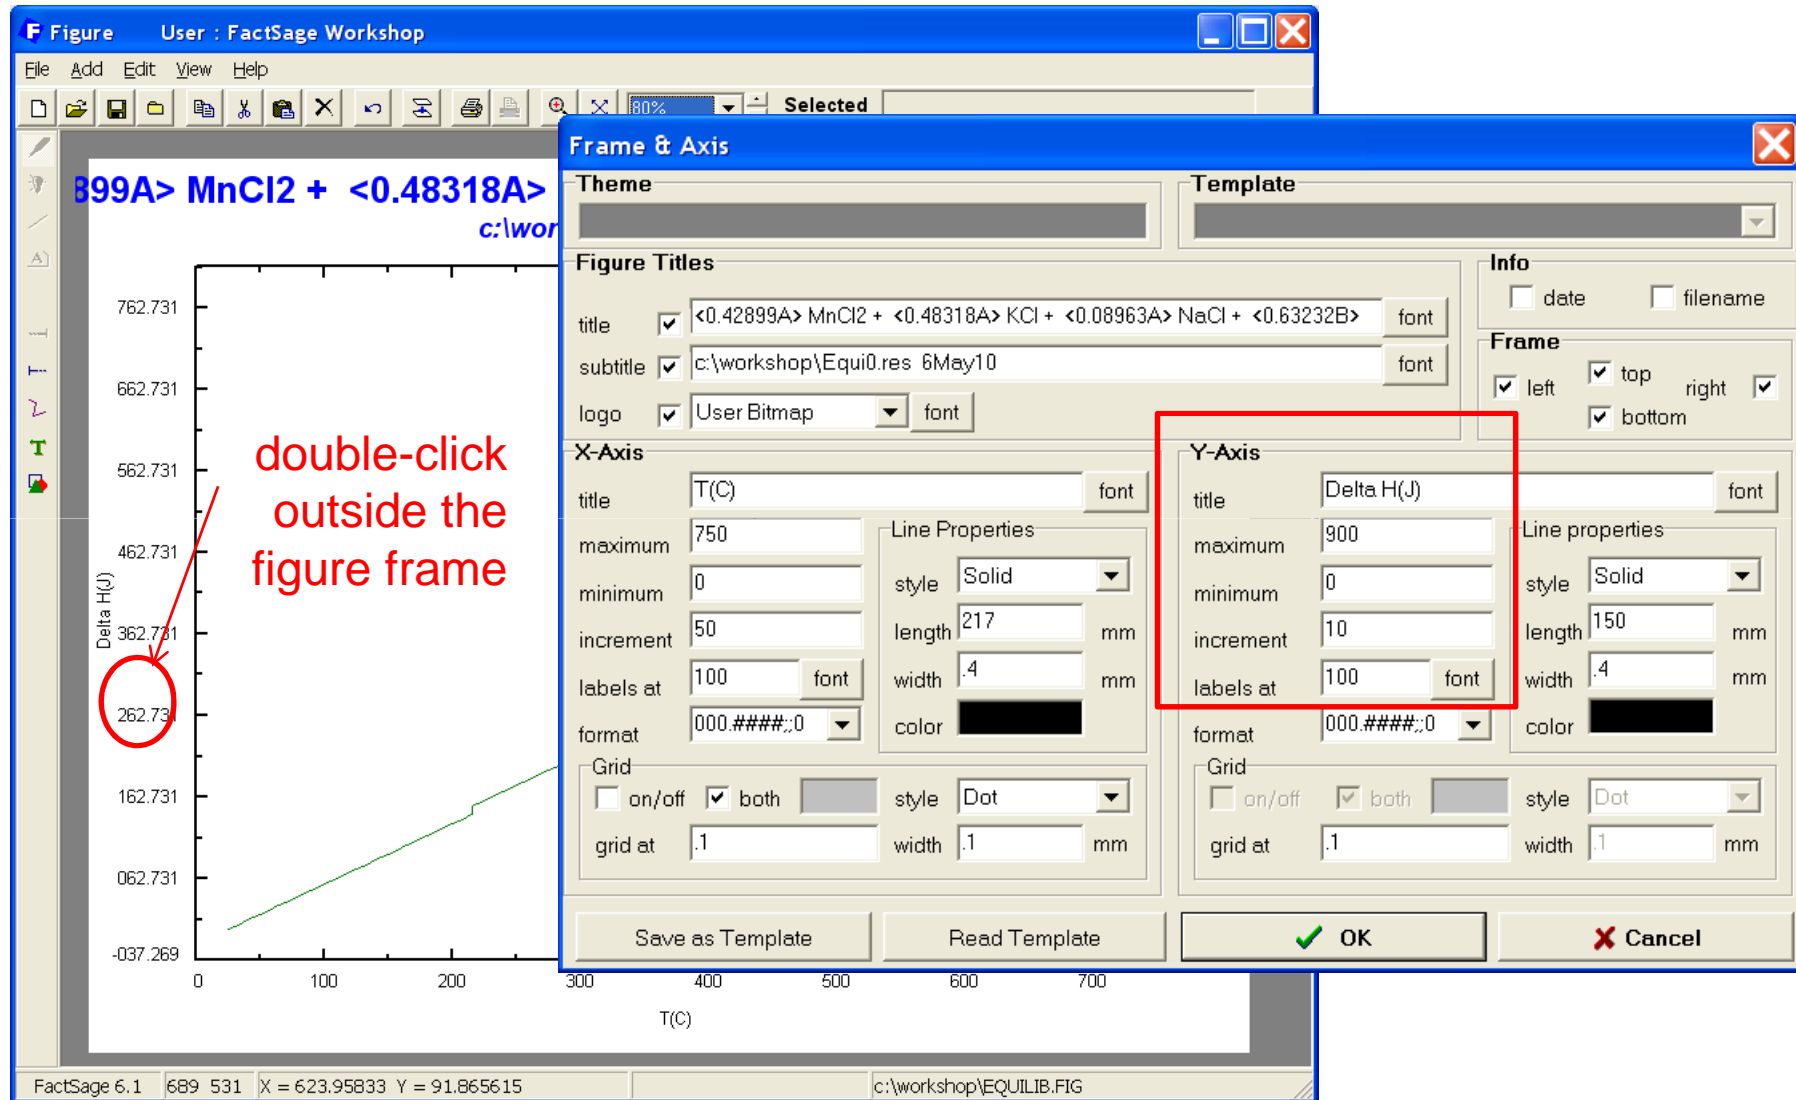 Figure User : FactSage Workshop
File Add Edit View Help
80% Selected
899A> MnCl2 + <0.48318A>
c:\wor
762.731
662.731
562.731
462.731
362.731
262.731
162.731
062.731
-037.269
Delta H(J)
0 100 200 300 400 500 600 700
T(C)
double-click
outside the
figure frame
Frame & Axis
Theme
Template
Figure Titles
title <0.42899A> MnCl2 + <0.48318A> KCl + <0.08963A> NaCl + <0.63232B> font
subtitle c:\workshop\Equi0.res 6May10 font
logo User Bitmap font
Info
date filename
Frame
left top right
bottom
X-Axis
title T(C) font
maximum 750
minimum 0
increment 50
labels at 100 font
format 000.####;;0
Line Properties
style Solid
length 217 mm
width .4 mm
color
Grid
on/off both style Dot
grid at .1 width .1 mm
Y-Axis
title Delta H(J) font
maximum 900
minimum 0
increment 10
labels at 100 font
format 000.####;;0
Line properties
style Solid
length 150 mm
width .4 mm
color
Grid
on/off both style Dot
grid at .1 width .1 mm
Save as Template Read Template OK Cancel
FactSage 6.1 689 531 X = 623.95833 Y = 91.865615 c:\workshop\EQUILIB.FIG